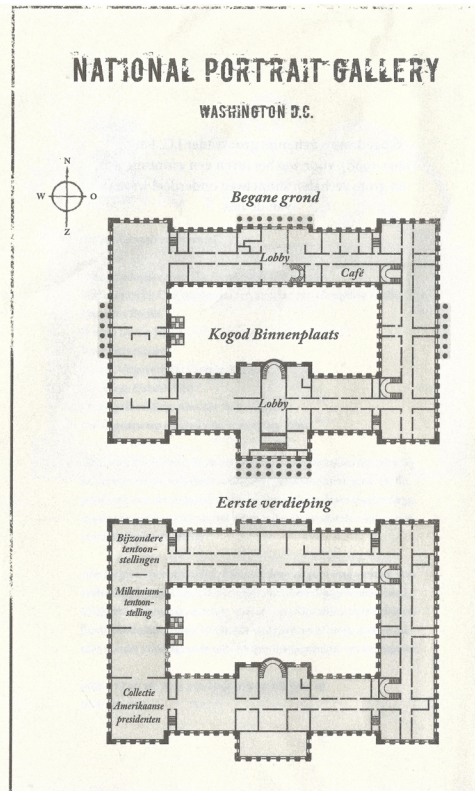 NATIONAL PORTRAIT GALLERY
WASHINGTON D.C.
N
W
O
Z
Begane grond
Lobby
Café
Kogod Binnenplaats
Lobby
Eerste verdieping
Bijzondere
tentoon-
stellingen
Millennium-
tentoon-
stelling
Collectie
Amerikaanse
presidenten